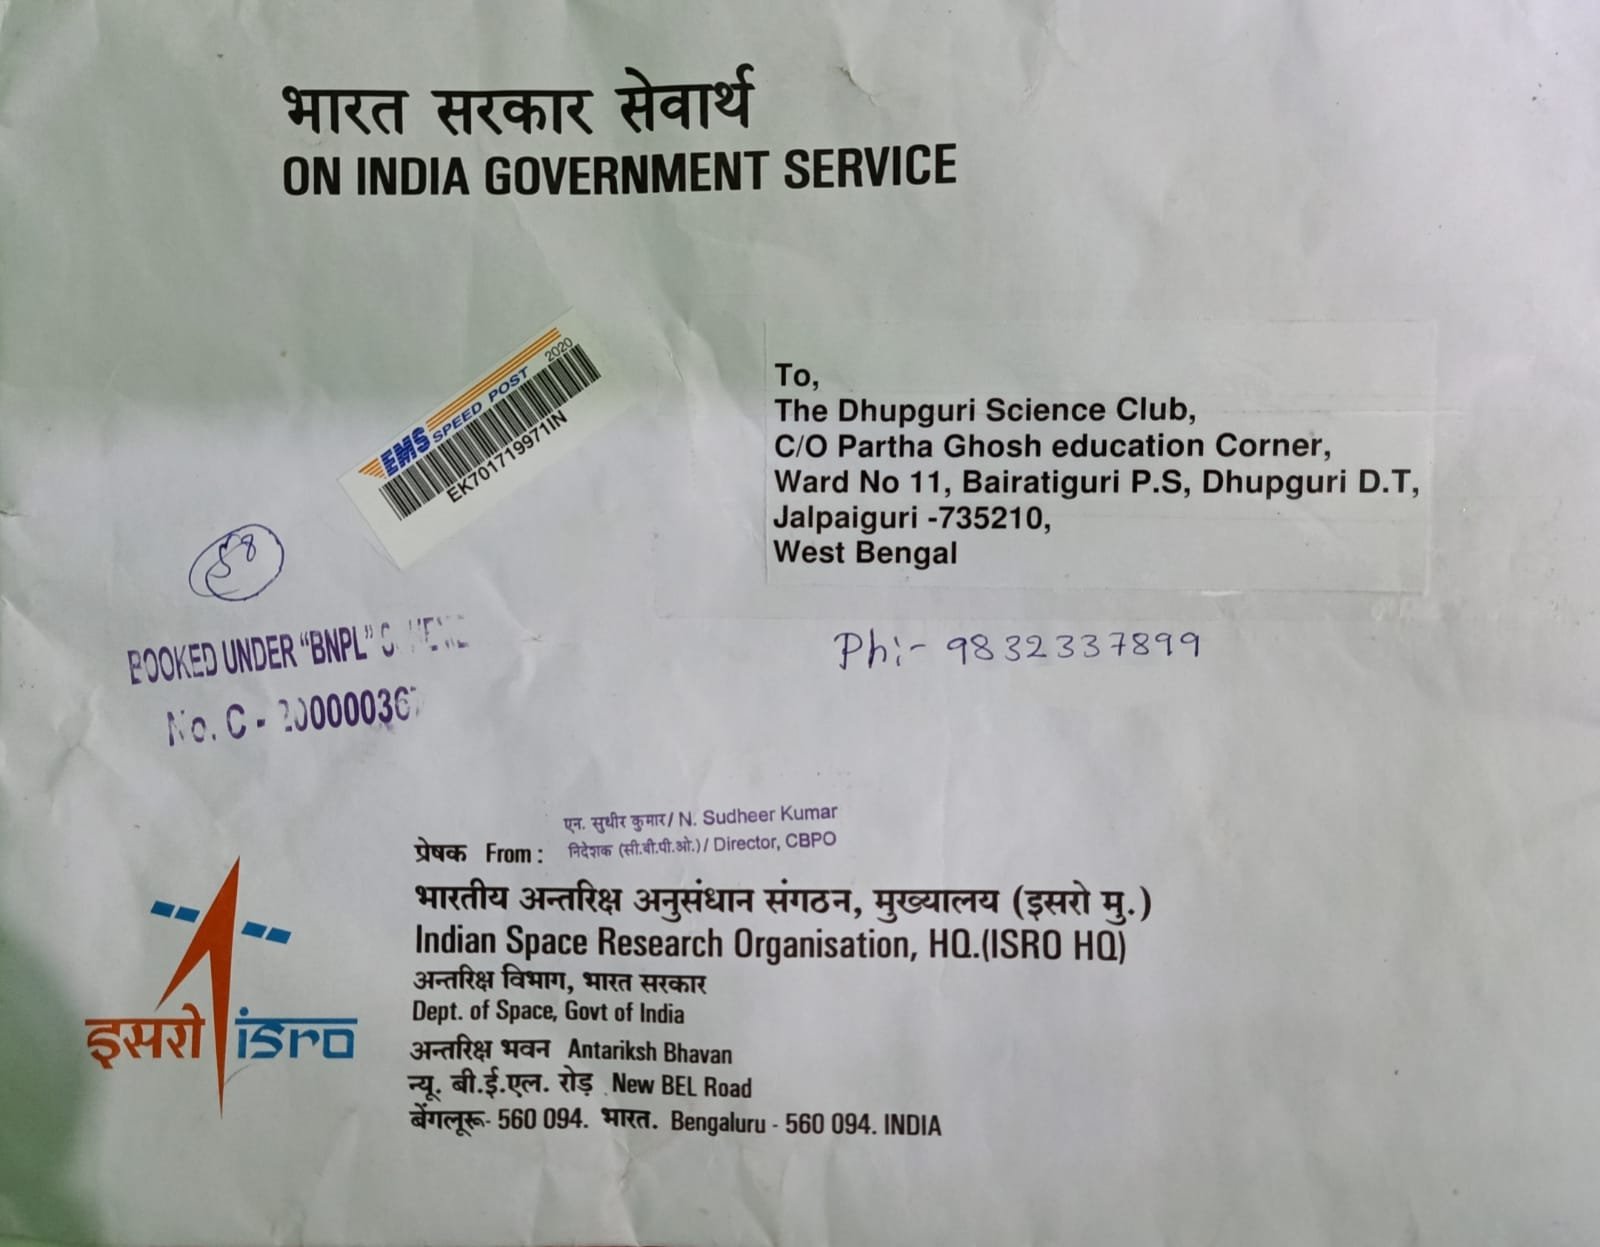 भारत सरकार सेवार्थ
ON INDIA GOVERNMENT SERVICE
EMS SPEED POST 2020
EK701719971IN
To,
The Dhupguri Science Club,
C/O Partha Ghosh education Corner,
Ward No 11, Bairatiguri P.S, Dhupguri D.T,
Jalpaiguri -735210,
West Bengal
58
Ph:- 9832337899
BOOKED UNDER "BNPL"
No. C -
एन. सुधीर कुमार/ N. Sudheer Kumar
निदेशक (सी.बी.पी.ओ.)/ Director, CBPO
प्रेषक From :
भारतीय अन्तरिक्ष अनुसंधान संगठन, मुख्यालय (इसरो मु.)
Indian Space Research Organisation, HQ.(ISRO HQ)
अन्तरिक्ष विभाग, भारत सरकार
Dept. of Space, Govt of India
अन्तरिक्ष भवन Antariksh Bhavan
न्यू. बी.ई.एल. रोड़ New BEL Road
बेंगलूरू- 560 094. भारत. Bengaluru - 560 094. INDIA
इसरो isro